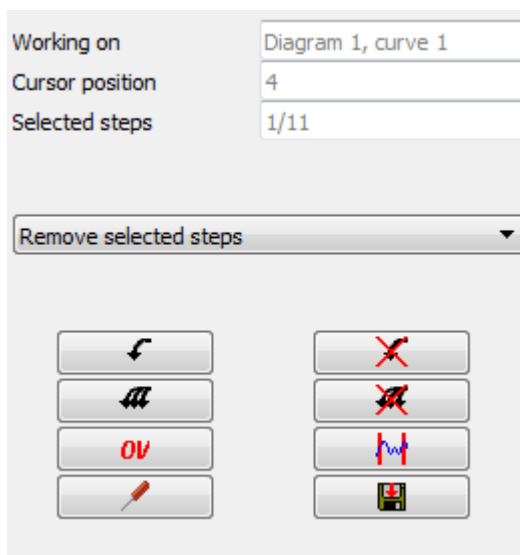 Working on Diagram 1, curve 1
Cursor position 4
Selected steps 1/11
Remove selected steps
OV